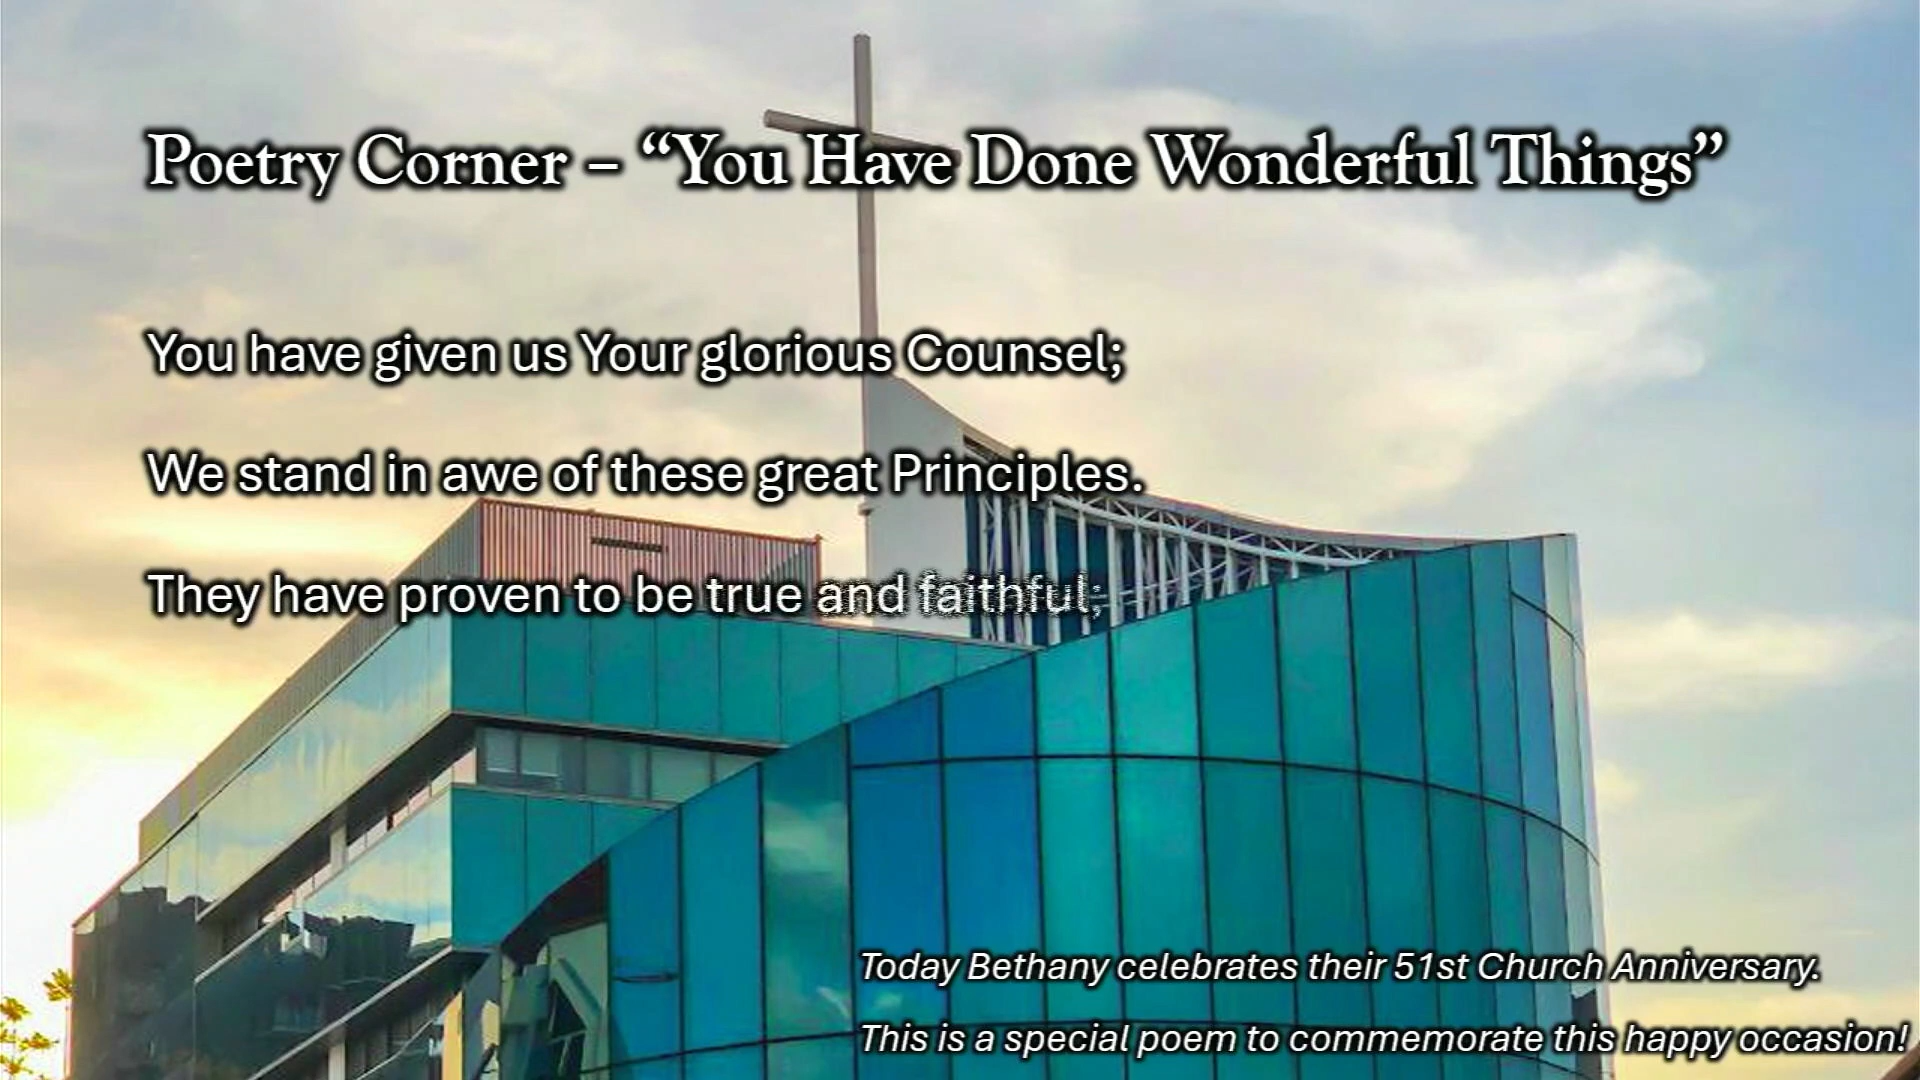 Poetry Corner – “You Have Done Wonderful Things”
You have given us Your glorious Counsel;
We stand in awe of these great Principles.
They have proven to be true and faithful;
Today Bethany celebrates their 51st Church Anniversary.
This is a special poem to commemorate this happy occasion!